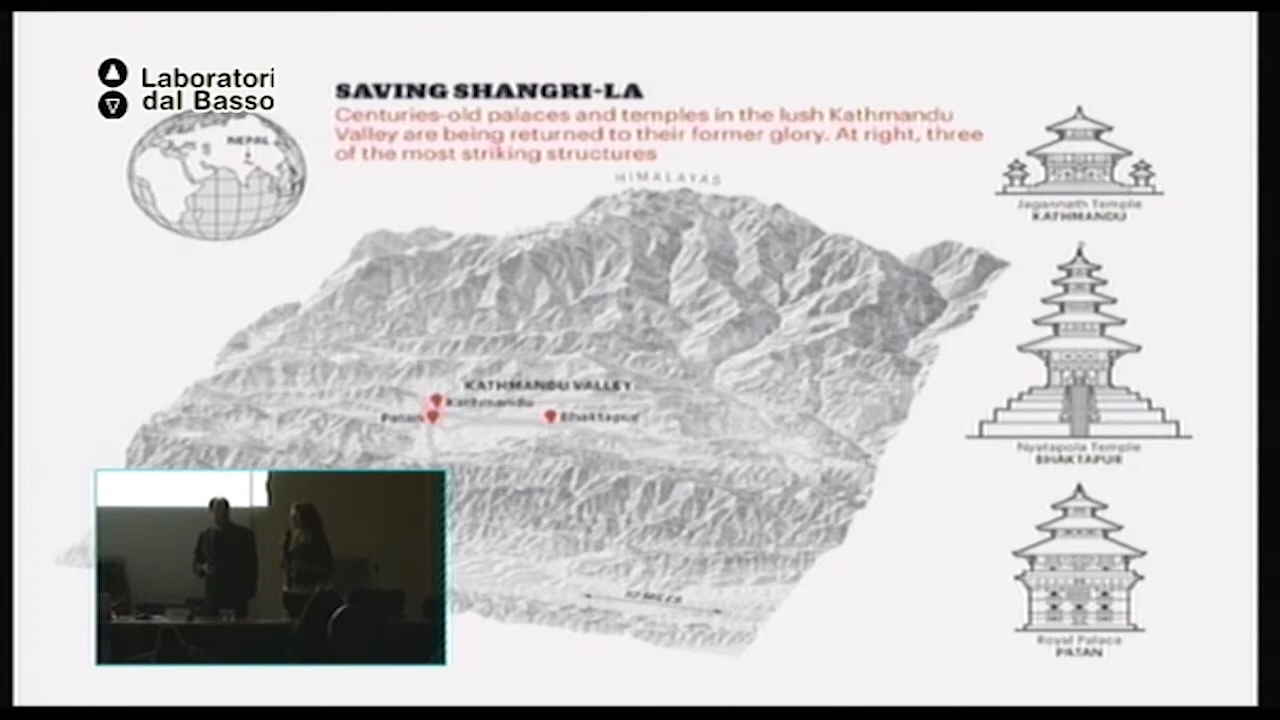 Laboratori
dal Basso
NEPAL
SAVING SHANGRI-LA
Centuries-old palaces and temples in the lush Kathmandu
Valley are being returned to their former glory. At right, three
of the most striking structures
HIMALAYAS
Jagannath Temple
KATHMANDU
KATHMANDU VALLEY
Kathmandu
Patan
Bhaktapur
Nyatapola Temple
BHAKTAPUR
10 MILES
Royal Palace
PATAN